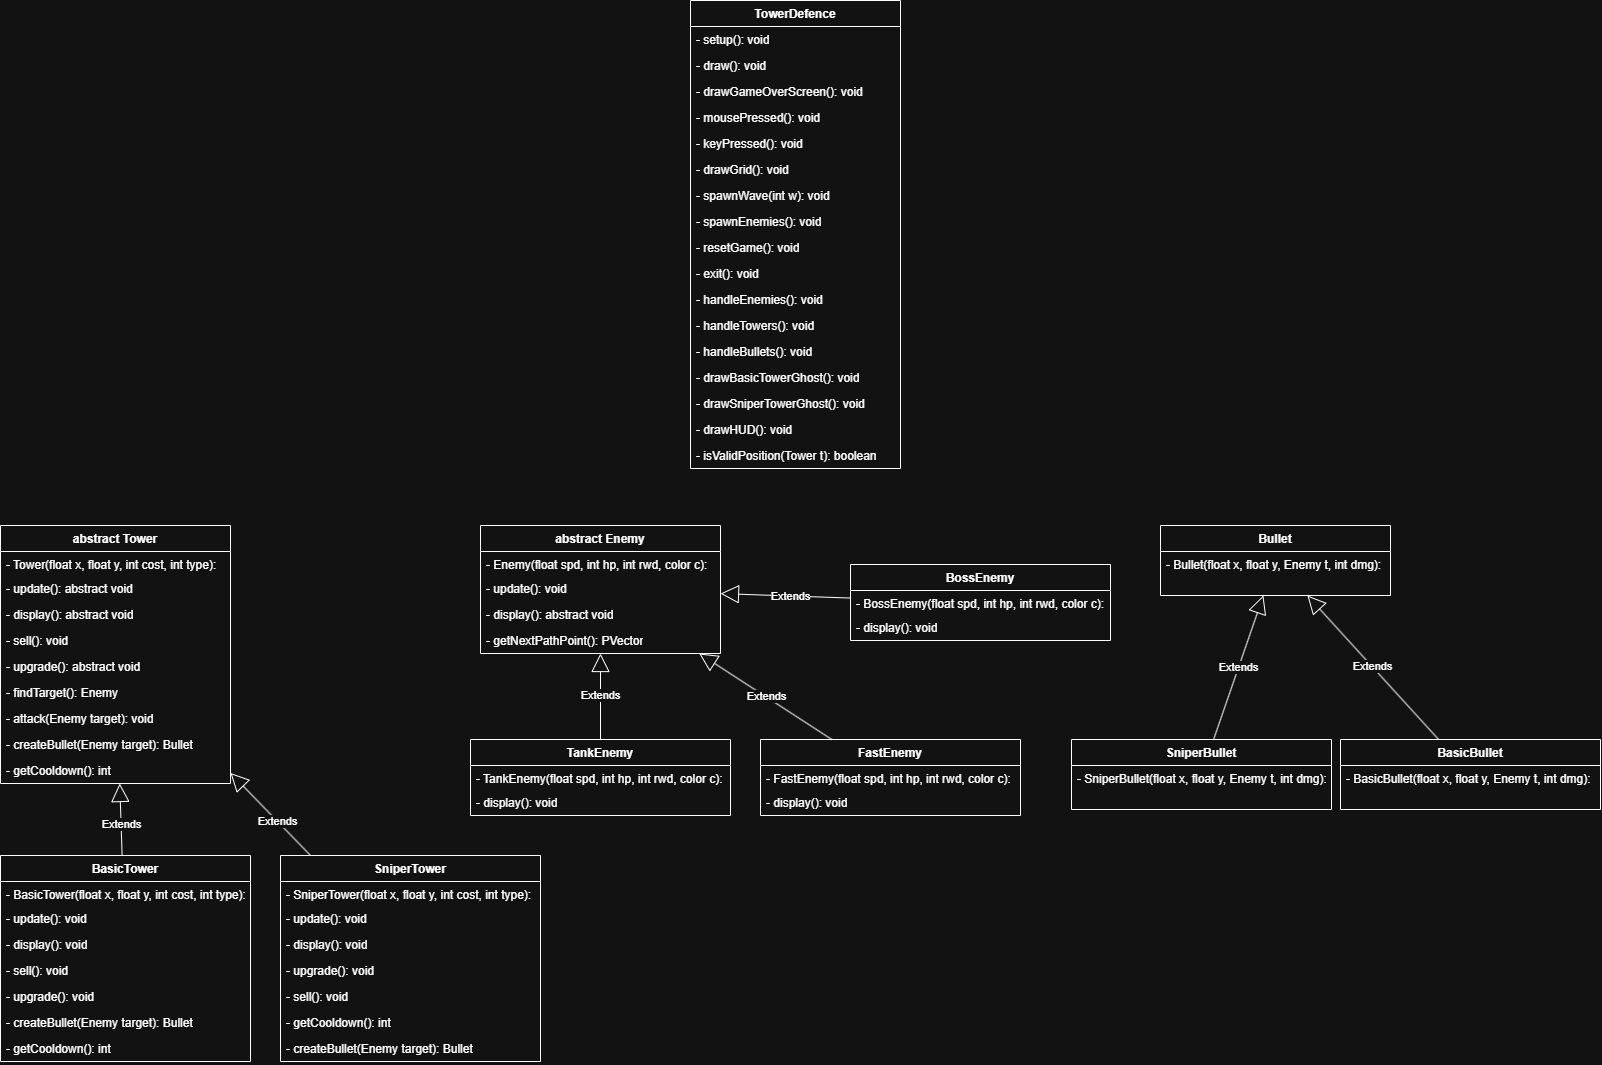 TowerDefence
- setup(): void
- draw(): void
- drawGameOverScreen(): void
- mousePressed(): void
- keyPressed(): void
- drawGrid(): void
- spawnWave(int w): void
- spawnEnemies(): void
- resetGame(): void
- exit(): void
- handleEnemies(): void
- handleTowers(): void
- handleBullets(): void
- drawBasicTowerGhost(): void
- drawSniperTowerGhost(): void
- drawHUD(): void
- isValidPosition(Tower t): boolean
abstract Tower
- Tower(float x, float y, int cost, int type):
- update(): abstract void
- display(): abstract void
- sell(): void
- upgrade(): abstract void
- findTarget(): Enemy
- attack(Enemy target): void
- createBullet(Enemy target): Bullet
- getCooldown(): int
abstract Enemy
- Enemy(float spd, int hp, int rwd, color c):
- update(): void
- display(): abstract void
- getNextPathPoint(): PVector
Extends
BossEnemy
- BossEnemy(float spd, int hp, int rwd, color c):
- display(): void
Bullet
- Bullet(float x, float y, Enemy t, int dmg):
Extends
Extends
Extends
Extends
TankEnemy
- TankEnemy(float spd, int hp, int rwd, color c):
- display(): void
FastEnemy
- FastEnemy(float spd, int hp, int rwd, color c):
- display(): void
SniperBullet
- SniperBullet(float x, float y, Enemy t, int dmg):
BasicBullet
- BasicBullet(float x, float y, Enemy t, int dmg):
Extends
Extends
BasicTower
- BasicTower(float x, float y, int cost, int type):
- update(): void
- display(): void
- sell(): void
- upgrade(): void
- createBullet(Enemy target): Bullet
- getCooldown(): int
SniperTower
- SniperTower(float x, float y, int cost, int type):
- update(): void
- display(): void
- upgrade(): void
- sell(): void
- getCooldown(): int
- createBullet(Enemy target): Bullet